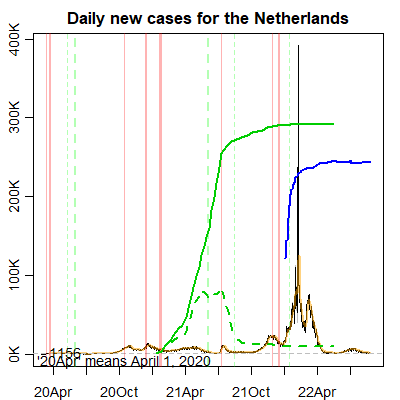 Daily new cases for the Netherlands
400K
300K
200K
100K
0K
1156
'20Apr' means April 1, 2020
20Apr
20Oct
21Apr
21Oct
22Apr